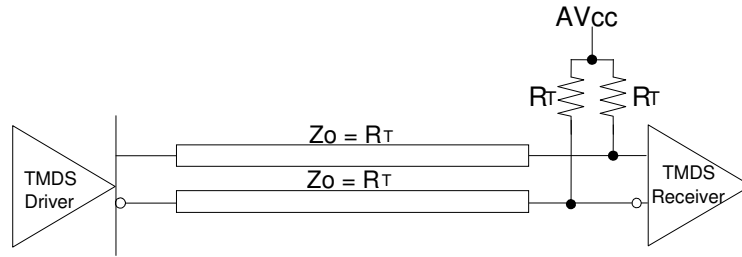 AVcc
RT RT
Zo = RT
Zo = RT
TMDS
Driver
TMDS
Receiver